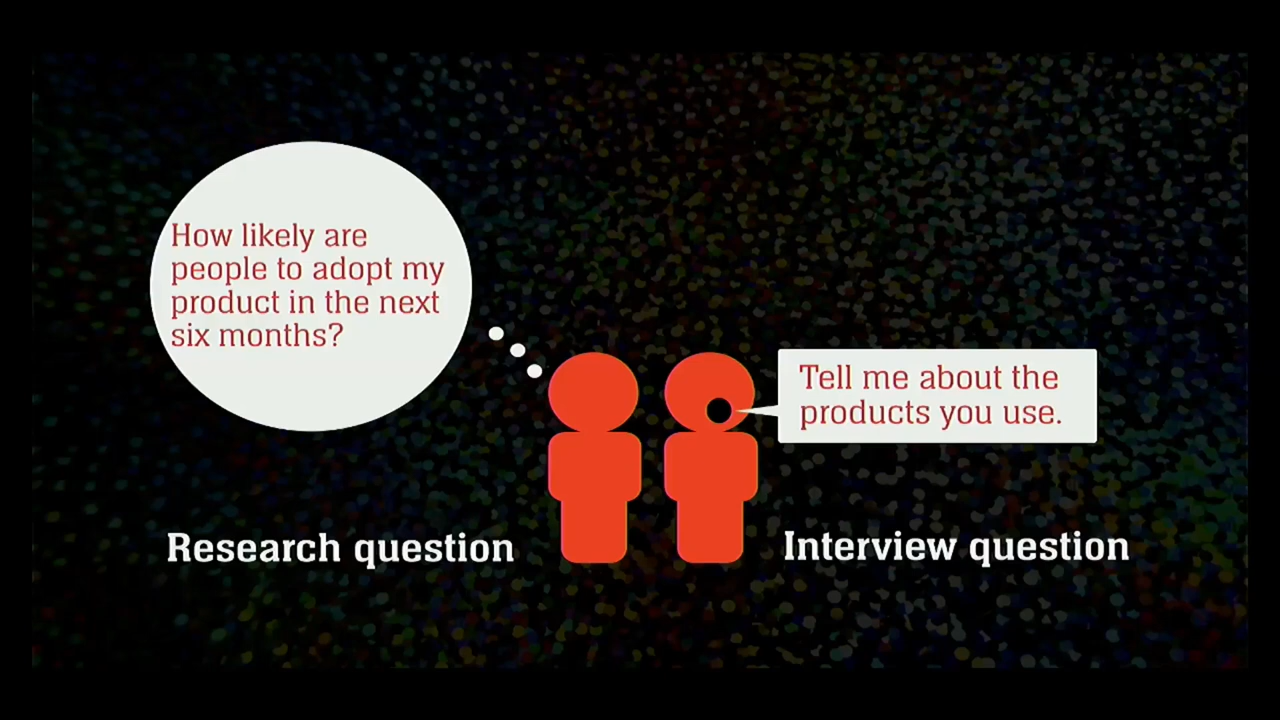 How likely are
people to adopt my
product in the next
six months?
Tell me about the
products you use.
Research question
Interview question